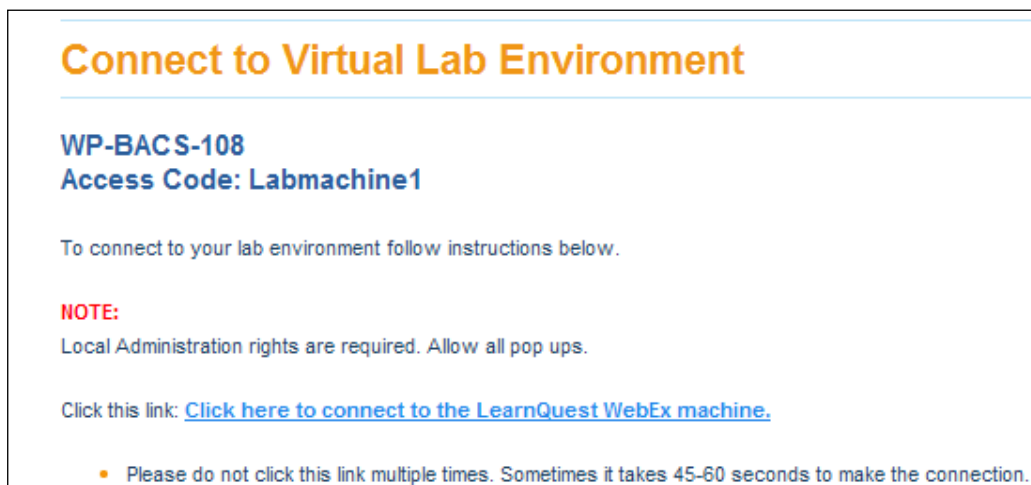 Connect to Virtual Lab Environment
WP-BACS-108
Access Code: Labmachine1
To connect to your lab environment follow instructions below.
NOTE:
Local Administration rights are required. Allow all pop ups.
Click this link: Click here to connect to the LearnQuest WebEx machine.
• Please do not click this link multiple times. Sometimes it takes 45-60 seconds to make the connection.